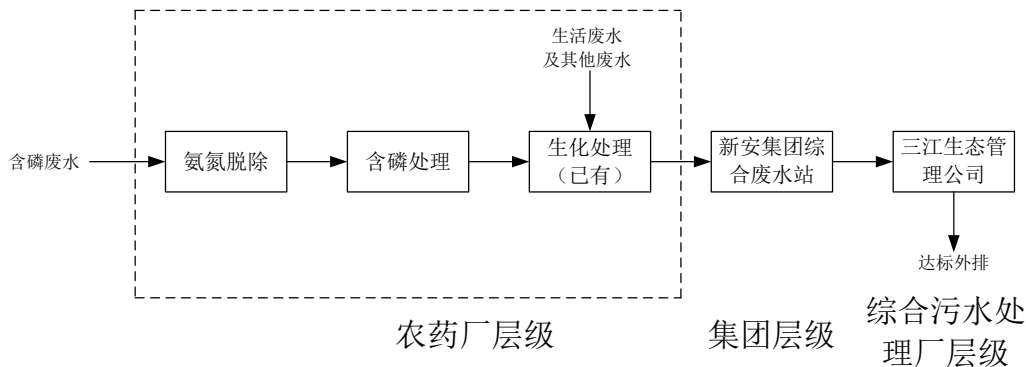 生活废水
及其他废水
含磷废水
氨氮脱除
含磷处理
生化处理
（已有）
新安集团综
合废水站
三江生态管
理公司
达标外排
农药厂层级
集团层级
综合污水处
理厂层级